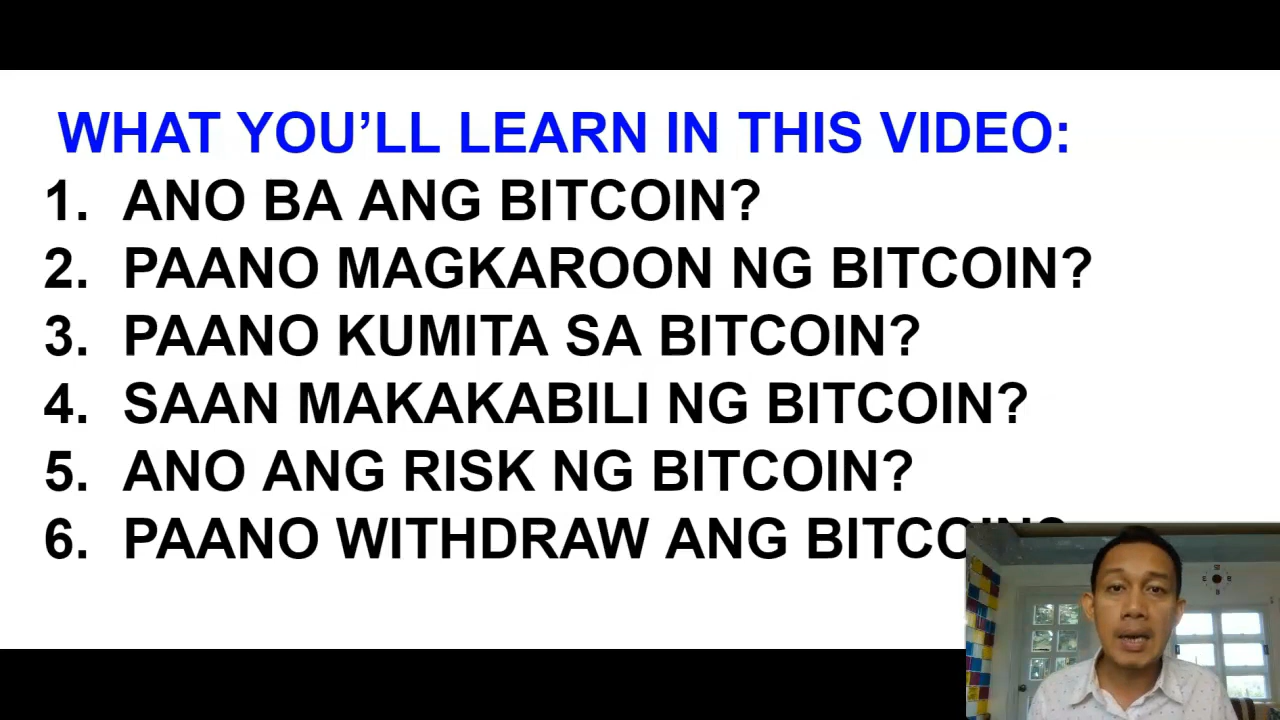 WHAT YOU’LL LEARN IN THIS VIDEO:
1. ANO BA ANG BITCOIN?
2. PAANO MAGKAROON NG BITCOIN?
3. PAANO KUMITA SA BITCOIN?
4. SAAN MAKAKABILI NG BITCOIN?
5. ANO ANG RISK NG BITCOIN?
6. PAANO WITHDRAW ANG BITCOIN?